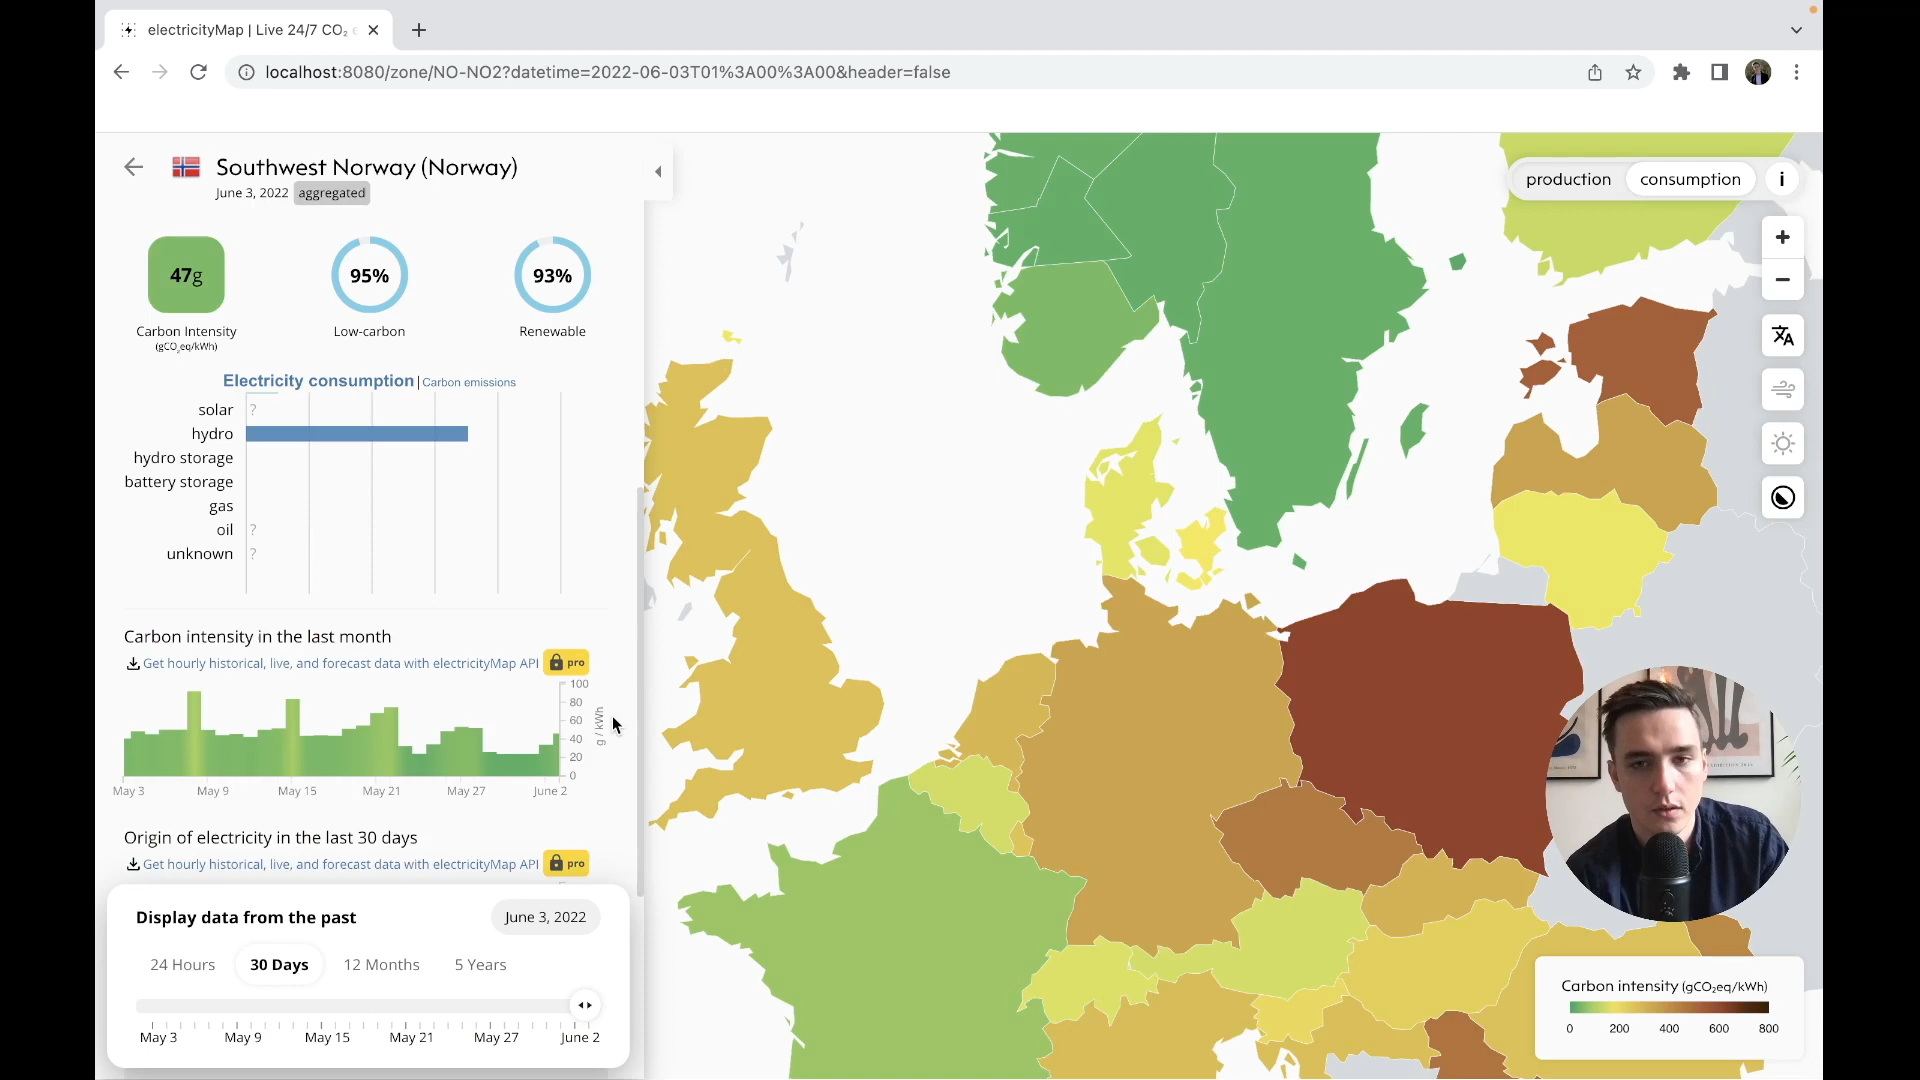 electricityMap | Live 24/7 CO₂
localhost:8080/zone/NO-NO2?datetime=2022-06-03T01%3A00%3A00&header=false
Southwest Norway (Norway)
June 3, 2022 aggregated
production consumption i
47g
95%
93%
Carbon Intensity
(gCO₂eq/kWh)
Low-carbon
Renewable
Electricity consumption | Carbon emissions
solar ?
hydro
hydro storage
battery storage
gas
oil ?
unknown ?
Carbon intensity in the last month
Get hourly historical, live, and forecast data with electricityMap API pro
100
80
60
40
20
0
g / kWh
May 3 May 9 May 15 May 21 May 27 June 2
Origin of electricity in the last 30 days
Get hourly historical, live, and forecast data with electricityMap API pro
Display data from the past June 3, 2022
24 Hours 30 Days 12 Months 5 Years
May 3 May 9 May 15 May 21 May 27 June 2
Carbon intensity (gCO₂eq/kWh)
0 200 400 600 800